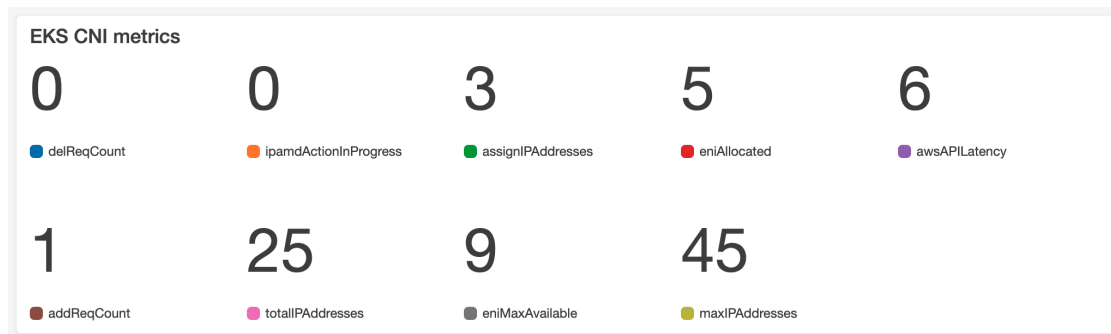 EKS CNI metrics
0 0 3 5 6
delReqCount ipamdActionInProgress assignIPAddresses eniAllocated awsAPILatency
1 25 9 45
addReqCount totalIPAddresses eniMaxAvailable maxIPAddresses